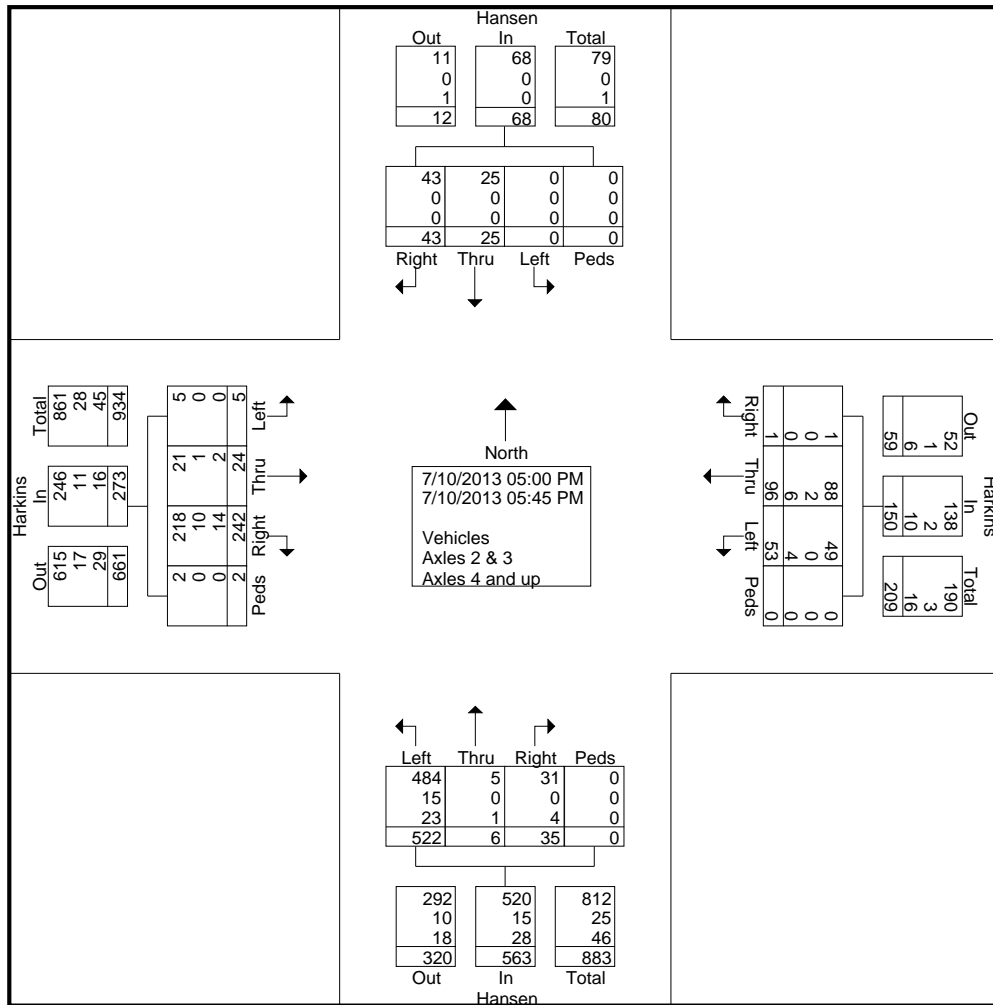 Hansen
Out In Total
11 68 79
0 0 0
1 0 1
12 68 80
43 25 0 0
0 0 0 0
0 0 0 0
43 25 0 0
Right Thru Left Peds
Harkins
Total
861
28
45
934
In
246
11
16
273
Out
615
17
29
661
5 0 0 5 Left
21 1 2 24 Thru
218 10 14 242 Right
2 0 0 2 Peds
North
7/10/2013 05:00 PM
7/10/2013 05:45 PM
Vehicles
Axles 2 & 3
Axles 4 and up
Right 1 0 0 1
Thru 88 2 6 96
Left 49 0 4 53
Peds 0 0 0 0
Out
52
1
6
59
In
138
2
10
150
Total
190
3
16
209
Harkins
Left Thru Right Peds
484 5 31 0
15 0 0 0
23 1 4 0
522 6 35 0
292 520 812
10 15 25
18 28 46
320 563 883
Out In Total
Hansen